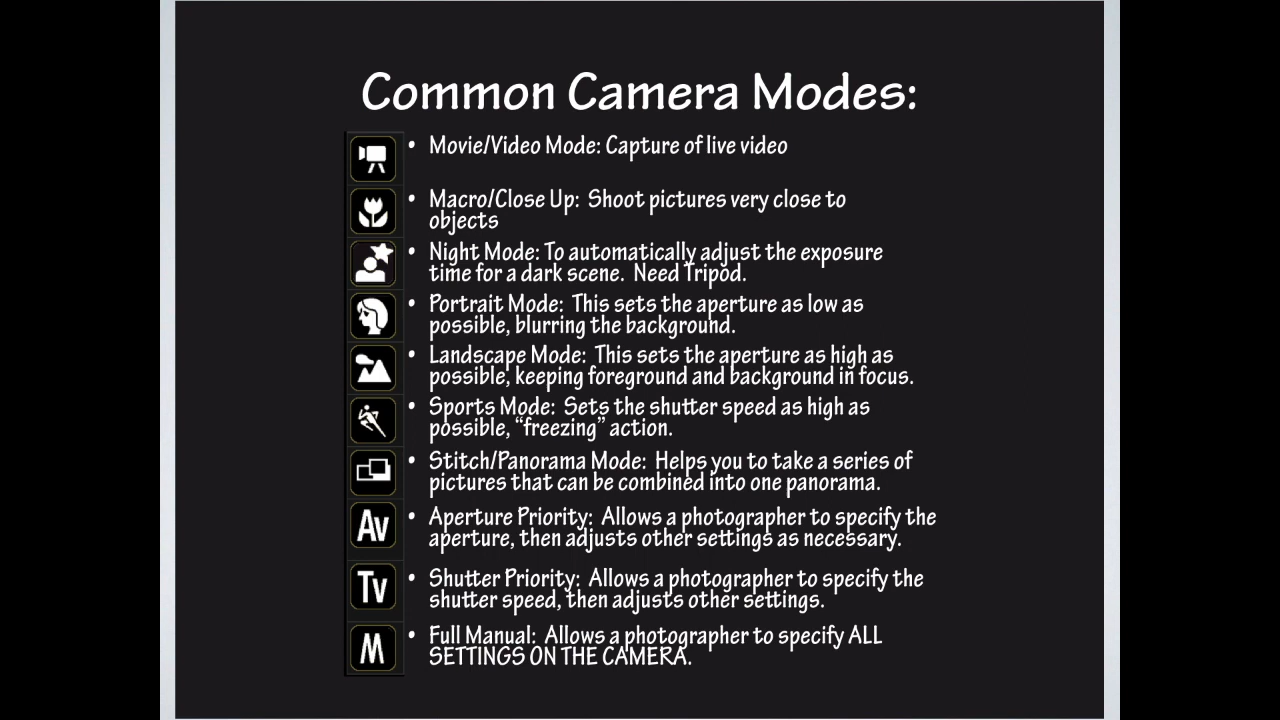 Common Camera Modes:
• Movie/Video Mode: Capture of live video
• Macro/Close Up: Shoot pictures very close to
objects
• Night Mode: To automatically adjust the exposure
time for a dark scene. Need Tripod.
• Portrait Mode: This sets the aperture as low as
possible, blurring the background.
• Landscape Mode: This sets the aperture as high as
possible, keeping foreground and background in focus.
• Sports Mode: Sets the shutter speed as high as
possible, “freezing” action.
• Stitch/Panorama Mode: Helps you to take a series of
pictures that can be combined into one panorama.
Av
• Aperture Priority: Allows a photographer to specify the
aperture, then adjusts other settings as necessary.
Tv
• Shutter Priority: Allows a photographer to specify the
shutter speed, then adjusts other settings.
M
• Full Manual: Allows a photographer to specify ALL
SETTINGS ON THE CAMERA.